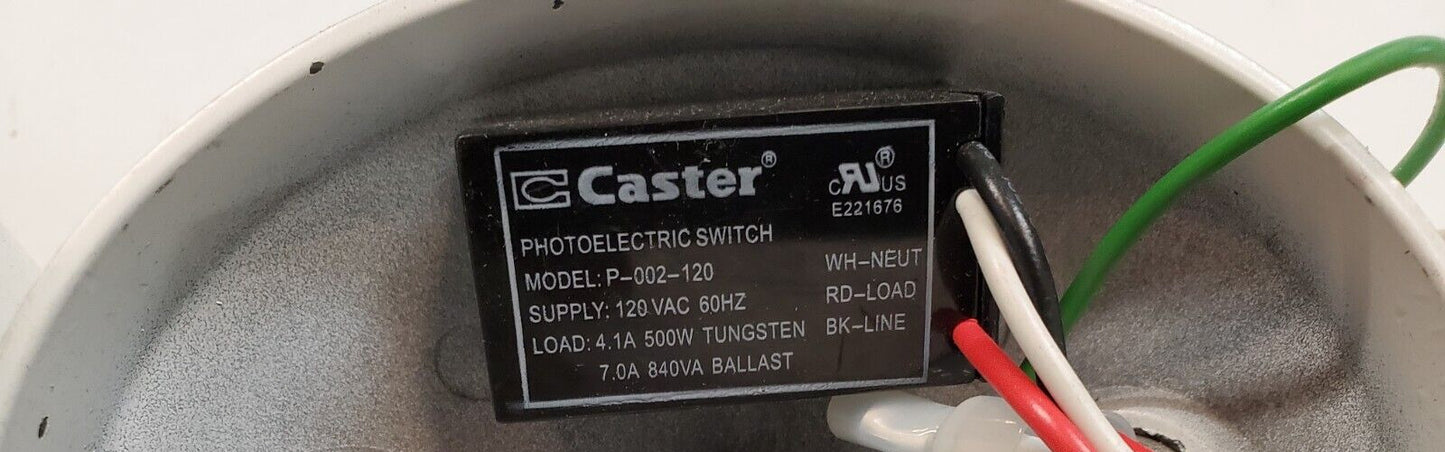 Caster®
PHOTOELECTRIC SWITCH
MODEL: P-002-120
SUPPLY: 120 VAC 60HZ
LOAD: 4.1A 500W TUNGSTEN
7.0A 840VA BALLAST
C RU® US
E221676
WH-NEUT
RD-LOAD
BK-LINE